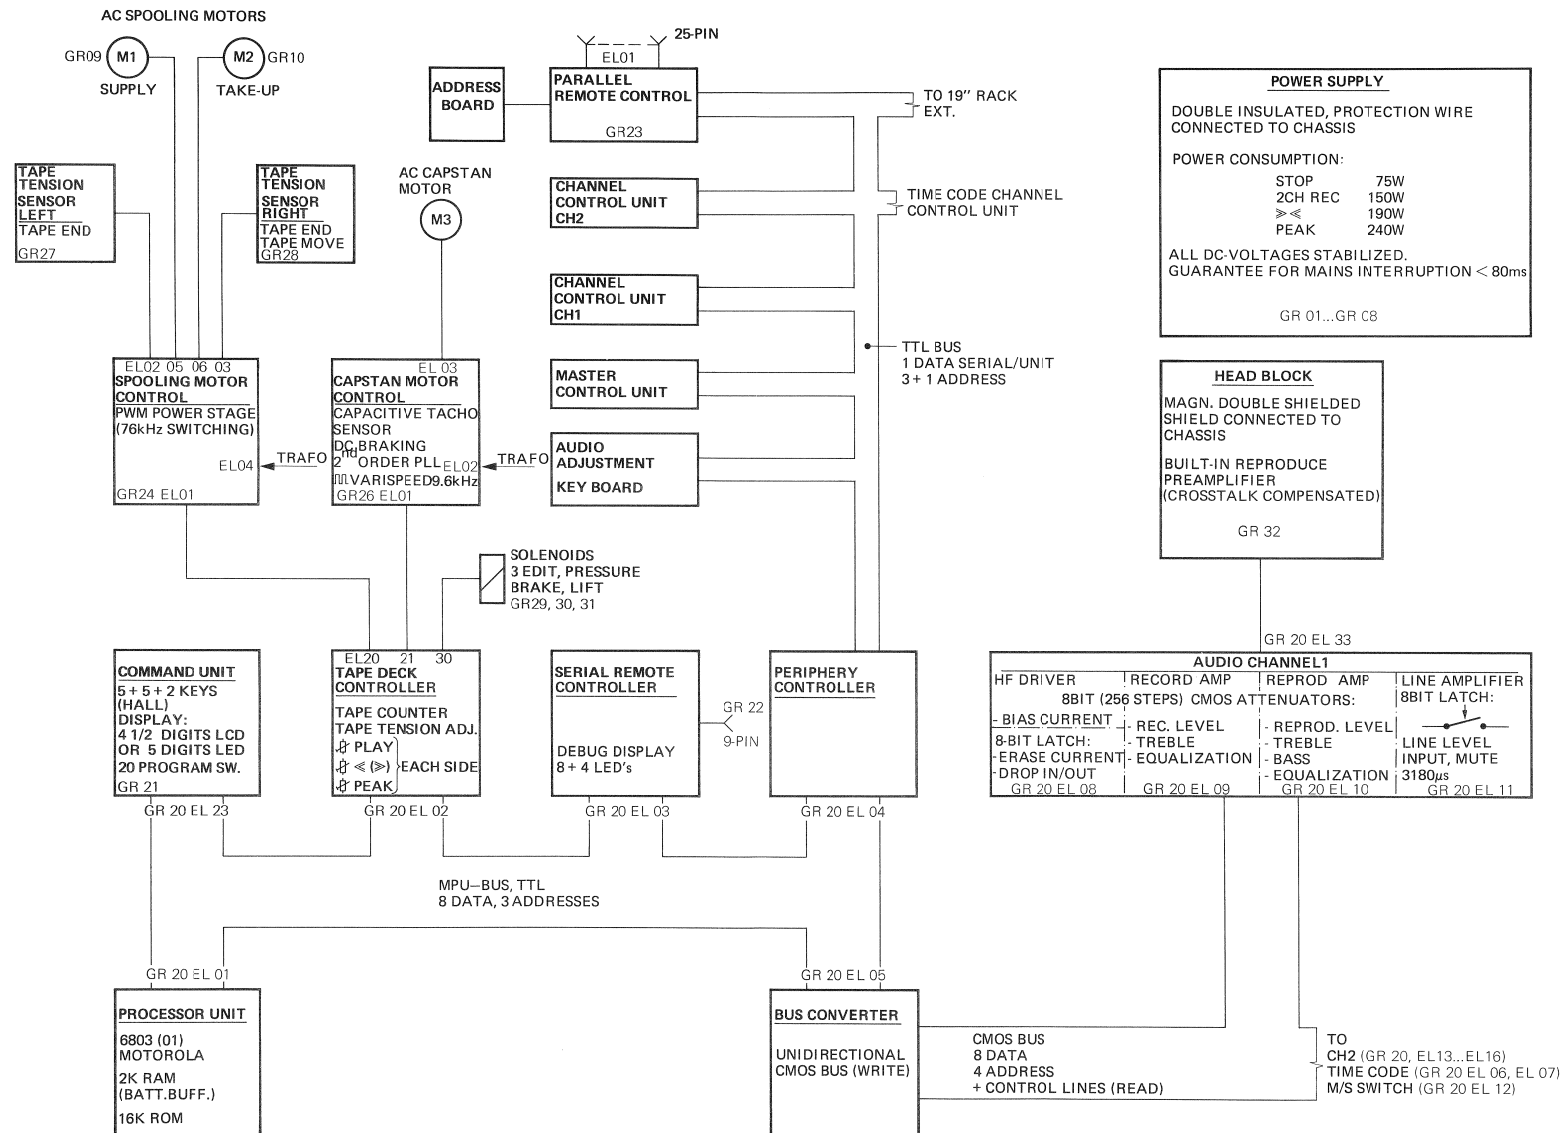 AC SPOOLING MOTORS
GR09
M1
SUPPLY
M2
GR10
TAKE-UP
25-PIN
EL01
ADDRESS
BOARD
PARALLEL
REMOTE CONTROL
GR23
TO 19" RACK
EXT.
TAPE
TENSION
SENSOR
LEFT
TAPE END
GR27
TAPE
TENSION
SENSOR
RIGHT
TAPE END
TAPE MOVE
GR28
AC CAPSTAN
MOTOR
M3
CHANNEL
CONTROL UNIT
CH2
TIME CODE CHANNEL
CONTROL UNIT
CHANNEL
CONTROL UNIT
CH1
TTL BUS
1 DATA SERIAL/UNIT
3 + 1 ADDRESS
MASTER
CONTROL UNIT
AUDIO
ADJUSTMENT
KEY BOARD
POWER SUPPLY
DOUBLE INSULATED, PROTECTION WIRE
CONNECTED TO CHASSIS
POWER CONSUMPTION:
STOP 75W
2CH REC 150W
⪢⪡ 190W
PEAK 240W
ALL DC-VOLTAGES STABILIZED.
GUARANTEE FOR MAINS INTERRUPTION < 80ms
GR 01...GR 08
HEAD BLOCK
MAGN. DOUBLE SHIELDED
SHIELD CONNECTED TO
CHASSIS
BUILT-IN REPRODUCE
PREAMPLIFIER
(CROSSTALK COMPENSATED)
GR 32
EL02 05 06 03
SPOOLING MOTOR
CONTROL
PWM POWER STAGE
(76kHz SWITCHING)
EL04
GR24 EL01
TRAFO
EL 03
CAPSTAN MOTOR
CONTROL
CAPACITIVE TACHO
SENSOR
DC BRAKING
2nd ORDER PLL EL02
VARISPEED9.6kHz
GR26 EL01
TRAFO
SOLENOIDS
3 EDIT, PRESSURE
BRAKE, LIFT
GR29, 30, 31
COMMAND UNIT
5 + 5 + 2 KEYS
(HALL)
DISPLAY:
4 1/2 DIGITS LCD
OR 5 DIGITS LED
20 PROGRAM SW.
GR 21
GR 20 EL 23
EL20 21 30
TAPE DECK
CONTROLLER
TAPE COUNTER
TAPE TENSION ADJ.
PLAY
≪ (≫) EACH SIDE
PEAK
GR 20 EL 02
SERIAL REMOTE
CONTROLLER
DEBUG DISPLAY
8 + 4 LED's
GR 20 EL 03
GR 22
9-PIN
PERIPHERY
CONTROLLER
GR 20 EL 04
GR 20 EL 33
AUDIO CHANNEL1
HF DRIVER RECORD AMP REPROD AMP LINE AMPLIFIER
8BIT (256 STEPS) CMOS ATTENUATORS:
- BIAS CURRENT
8-BIT LATCH:
- ERASE CURRENT
- DROP IN/OUT
GR 20 EL 08
- REC. LEVEL
- TREBLE
- EQUALIZATION
GR 20 EL 09
- REPROD. LEVEL
- TREBLE
- BASS
- EQUALIZATION
GR 20 EL 10
8BIT LATCH:
LINE LEVEL
INPUT, MUTE
3180µs
GR 20 EL 11
MPU–BUS, TTL
8 DATA, 3 ADDRESSES
GR 20 EL 01
PROCESSOR UNIT
6803 (01)
MOTOROLA
2K RAM
(BATT.BUFF.)
16K ROM
GR 20 EL 05
BUS CONVERTER
UNIDIRECTIONAL
CMOS BUS (WRITE)
CMOS BUS
8 DATA
4 ADDRESS
+ CONTROL LINES (READ)
TO
CH2 (GR 20, EL13...EL16)
TIME CODE (GR 20 EL 06, EL 07)
M/S SWITCH (GR 20 EL 12)